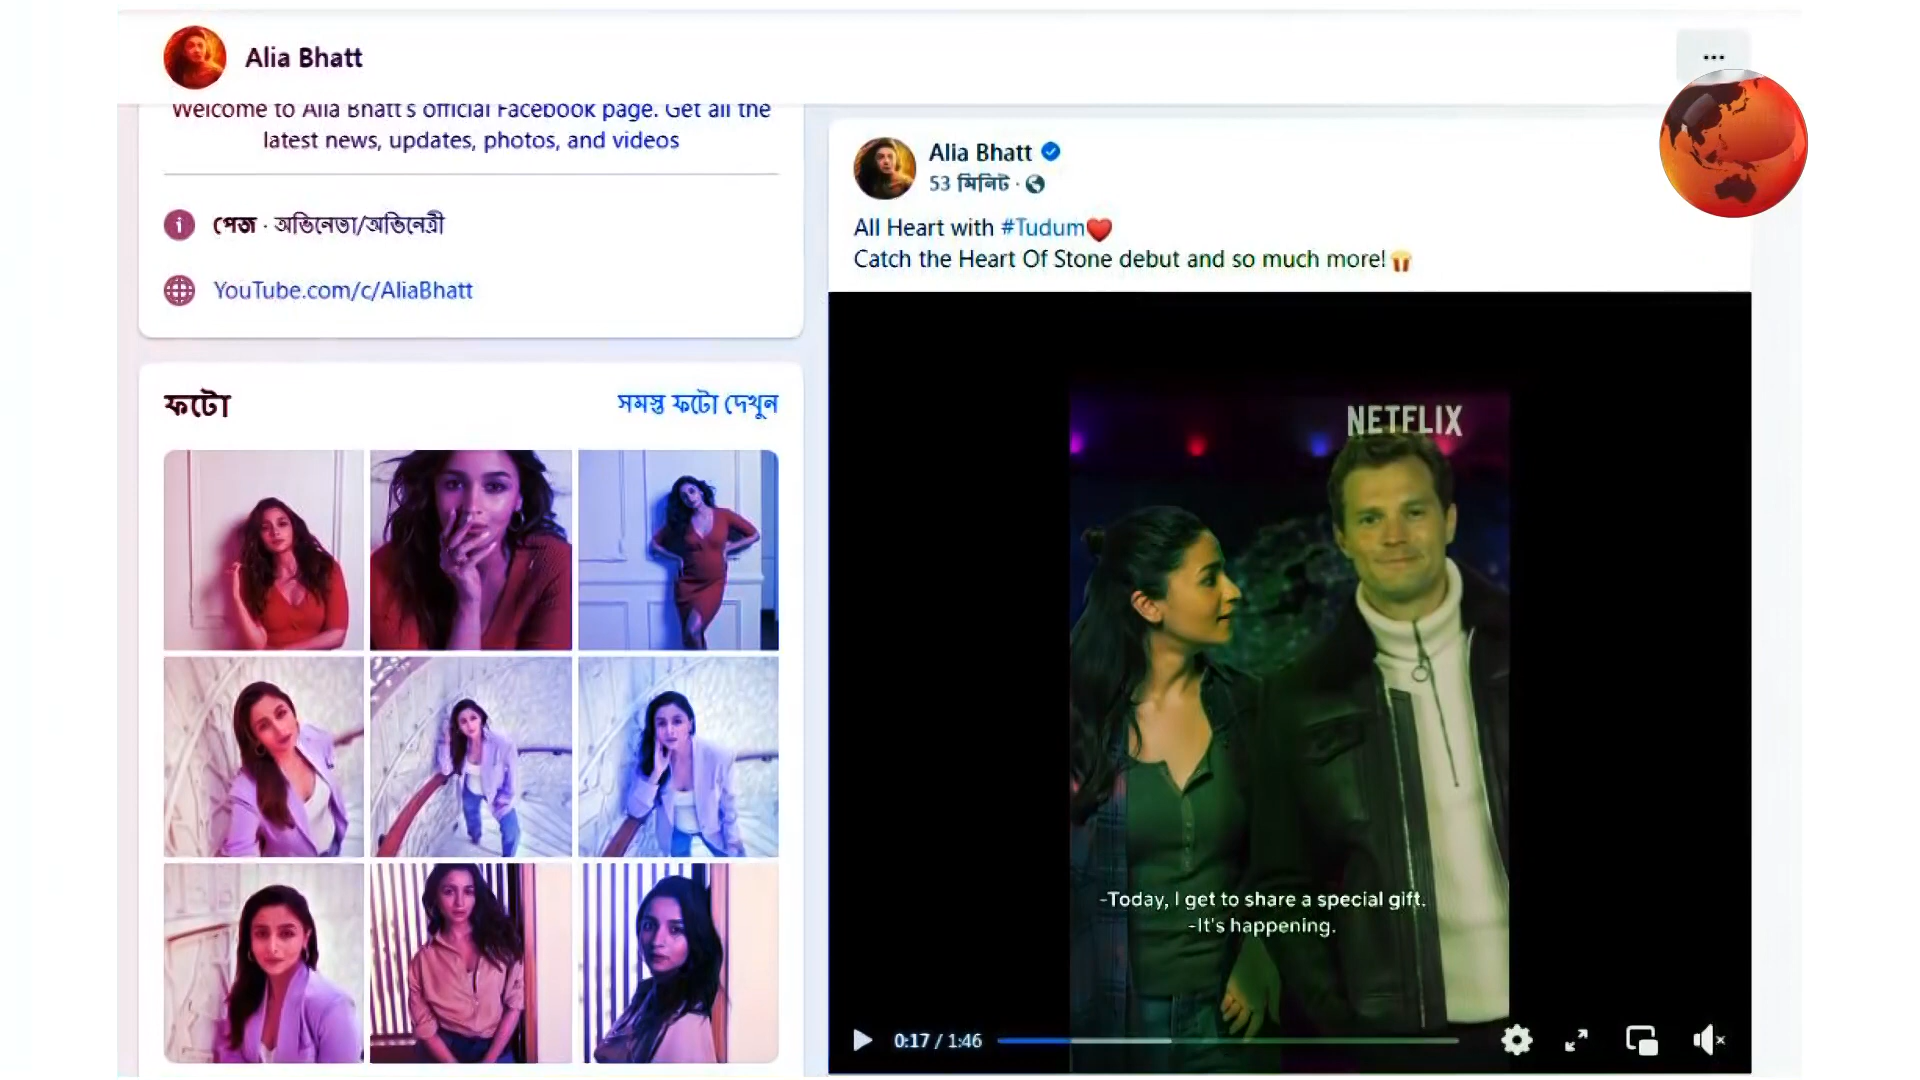 Alia Bhatt
Welcome to Alia Bhatt's official Facebook page. Get all the
latest news, updates, photos, and videos
পেজ · অভিনেতা/অভিনেত্রী
YouTube.com/c/AliaBhatt
ফটো
সমস্ত ফটো দেখুন
Alia Bhatt
53 মিনিট ·
All Heart with #Tudum❤️
Catch the Heart Of Stone debut and so much more!🍿
NETFLIX
-Today, I get to share a special gift.
-It's happening.
0:17 / 1:46